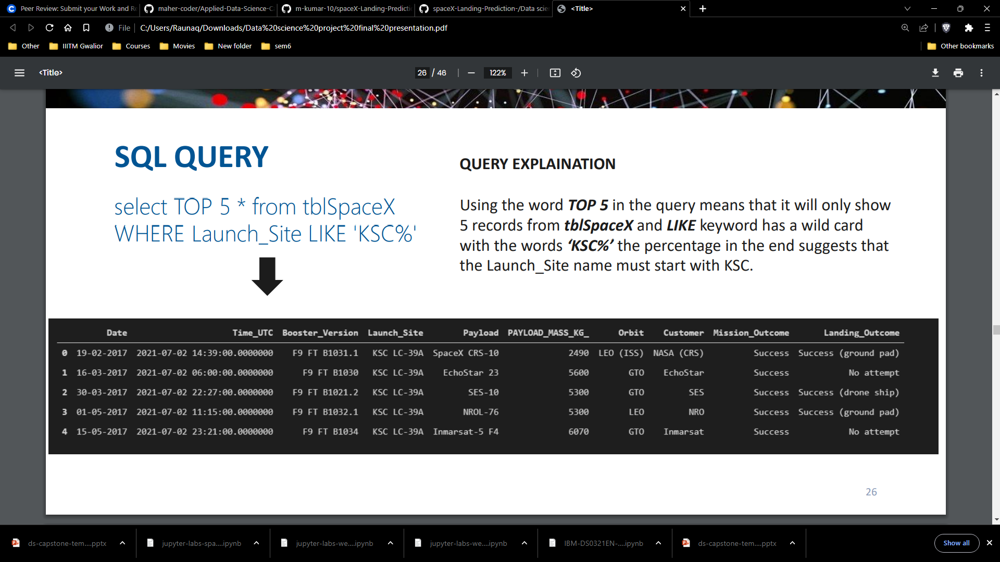 Peer Review: Submit your Work and Re
maher-coder/Applied-Data-Science-C
m-kumar-10/spaceX-Landing-Predicti
spaceX-Landing-Prediction-/Data scien
<Title>
File
C:/Users/Raunaq/Downloads/Data%20science%20project%20final%20presentation.pdf
Other
IIITM Gwalior
Courses
Movies
New folder
sem6
Other bookmarks
<Title>
26 / 46
122%
SQL QUERY
select TOP 5 * from tblSpaceX
WHERE Launch_Site LIKE 'KSC%'
QUERY EXPLAINATION
Using the word TOP 5 in the query means that it will only show
5 records from tblSpaceX and LIKE keyword has a wild card
with the words ‘KSC%’ the percentage in the end suggests that
the Launch_Site name must start with KSC.
Date Time_UTC Booster_Version Launch_Site Payload PAYLOAD_MASS_KG_ Orbit Customer Mission_Outcome Landing_Outcome
0 19-02-2017 2021-07-02 14:39:00.0000000 F9 FT B1031.1 KSC LC-39A SpaceX CRS-10 2490 LEO (ISS) NASA (CRS) Success Success (ground pad)
1 16-03-2017 2021-07-02 06:00:00.0000000 F9 FT B1030 KSC LC-39A EchoStar 23 5600 GTO EchoStar Success No attempt
2 30-03-2017 2021-07-02 22:27:00.0000000 F9 FT B1021.2 KSC LC-39A SES-10 5300 GTO SES Success Success (drone ship)
3 01-05-2017 2021-07-02 11:15:00.0000000 F9 FT B1032.1 KSC LC-39A NROL-76 5300 LEO NRO Success Success (ground pad)
4 15-05-2017 2021-07-02 23:21:00.0000000 F9 FT B1034 KSC LC-39A Inmarsat-5 F4 6070 GTO Inmarsat Success No attempt
26
ds-capstone-tem....pptx
jupyter-labs-spa....ipynb
jupyter-labs-we....ipynb
jupyter-labs-we....ipynb
IBM-DS0321EN-....ipynb
ds-capstone-tem....pptx
Show all